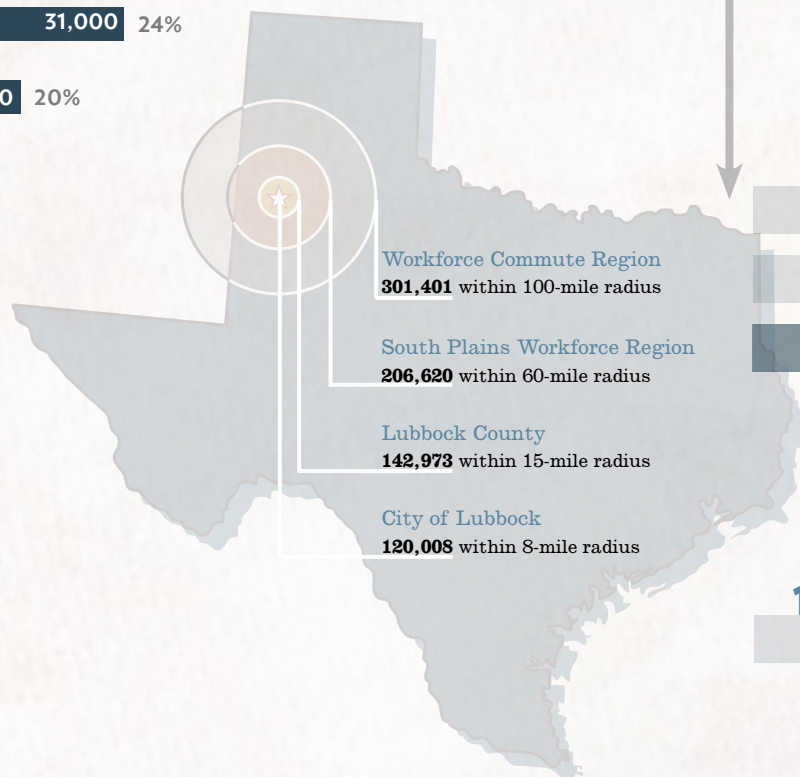 31,000 24%
0 20%
Workforce Commute Region
301,401 within 100-mile radius
South Plains Workforce Region
206,620 within 60-mile radius
Lubbock County
142,973 within 15-mile radius
City of Lubbock
120,008 within 8-mile radius